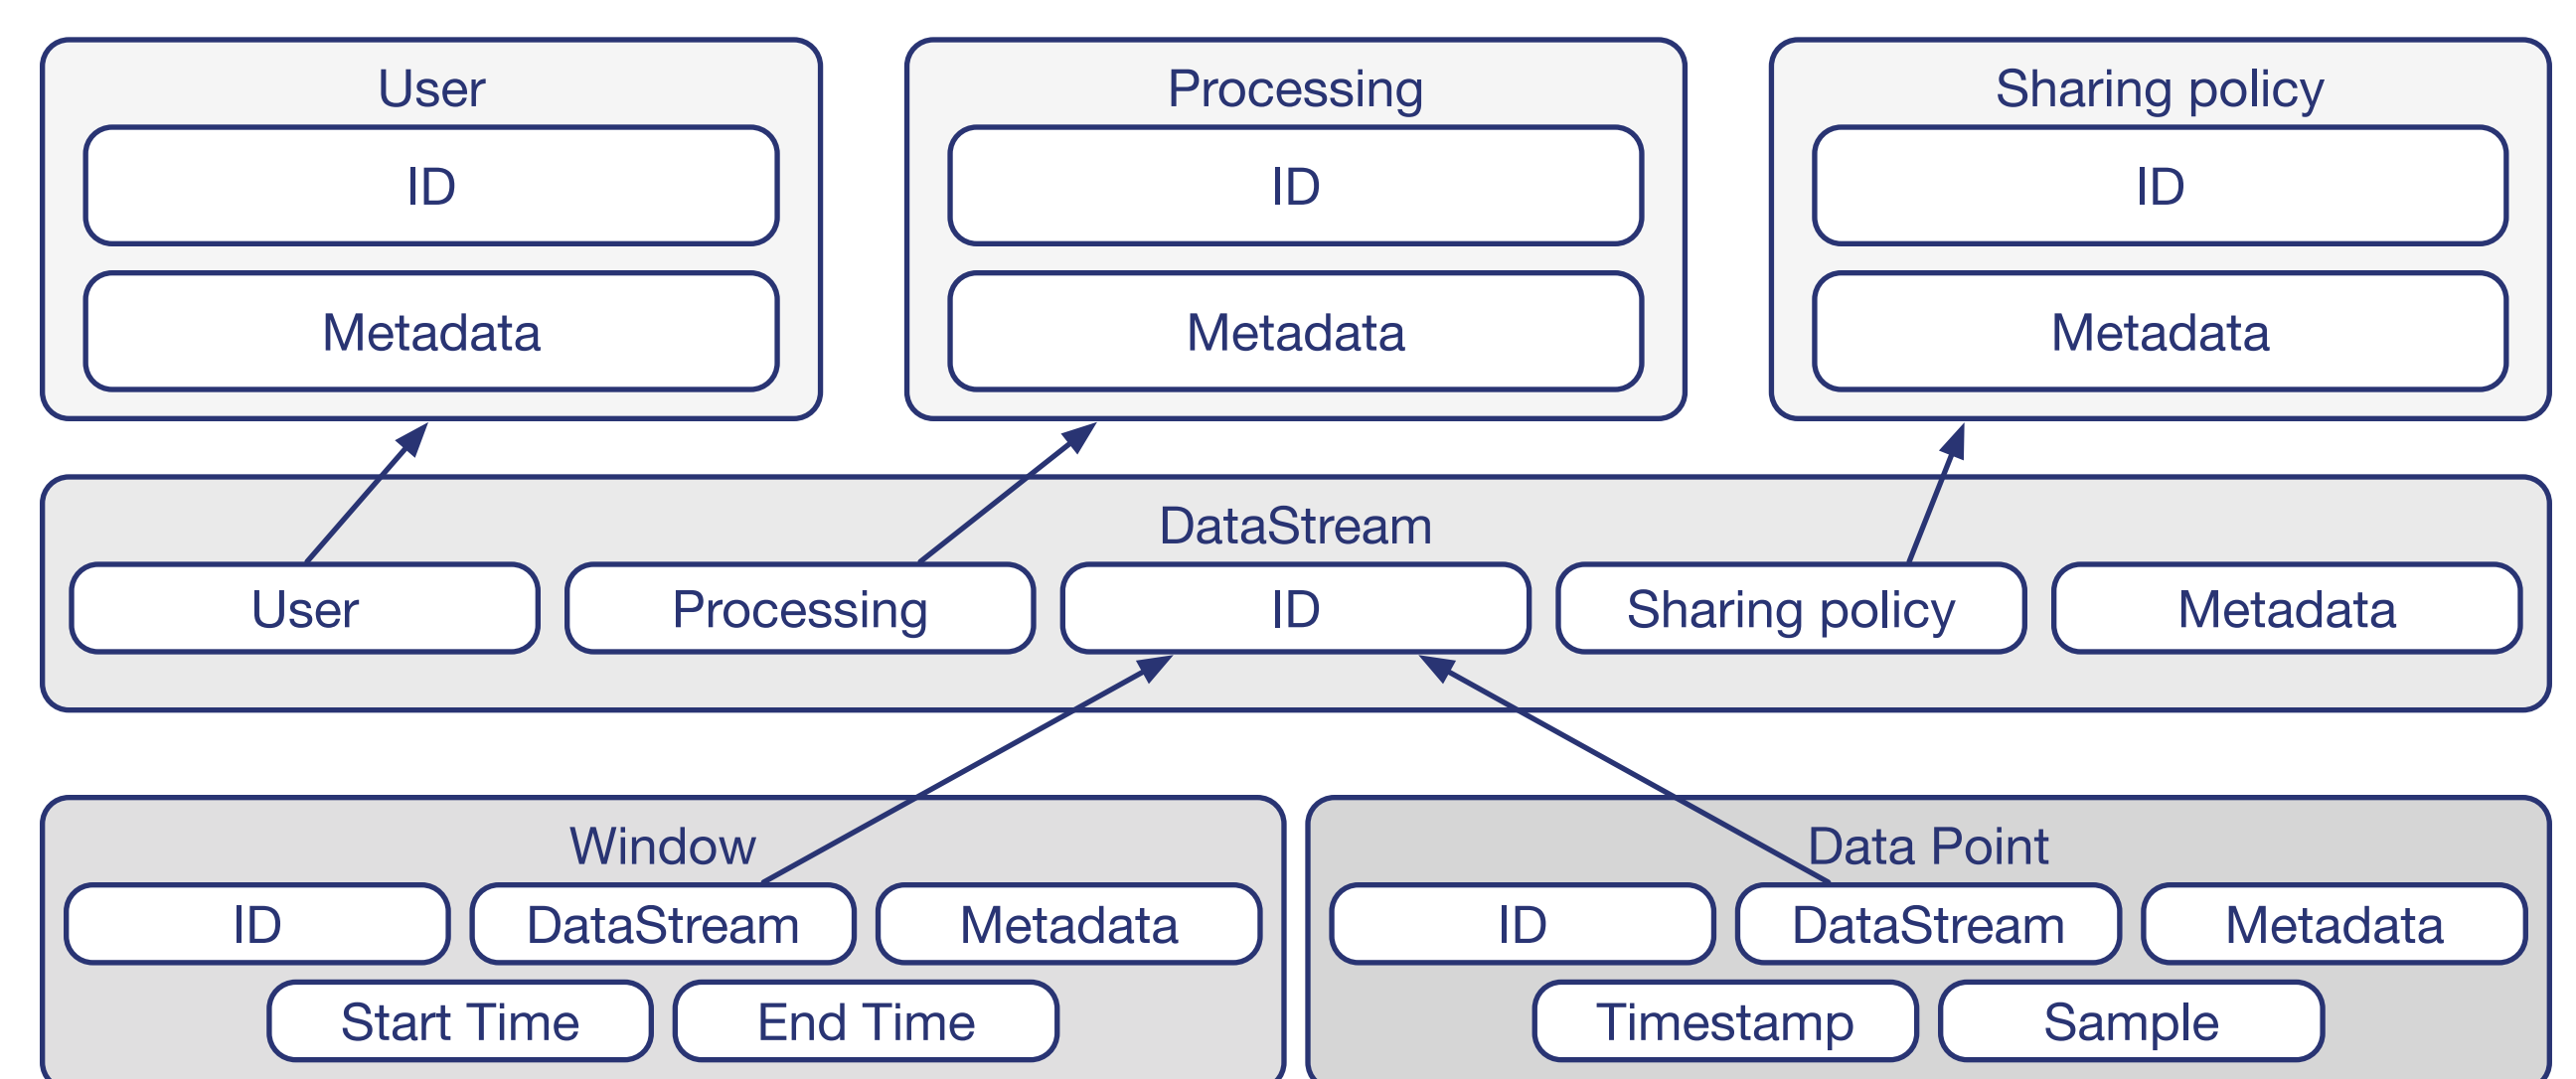 User
ID
Metadata
Processing
ID
Metadata
Sharing policy
ID
Metadata
DataStream
User
Processing
ID
Sharing policy
Metadata
Window
ID
DataStream
Metadata
Start Time
End Time
Data Point
ID
DataStream
Metadata
Timestamp
Sample